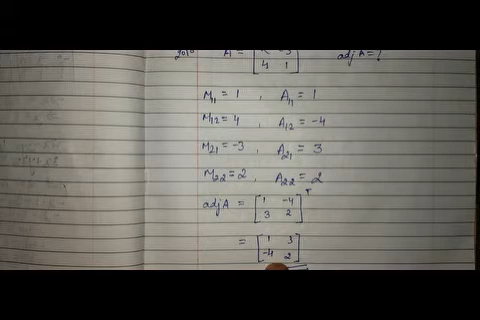 A = [2 -3
4 1] adj A = ?
M11 = 1 , A11 = 1
M12 = 4 , A12 = -4
M21 = -3 , A21 = 3
M22 = 2 , A22 = 2
adj A = [1 -4
3 2]T
= [1 3
-4 2]